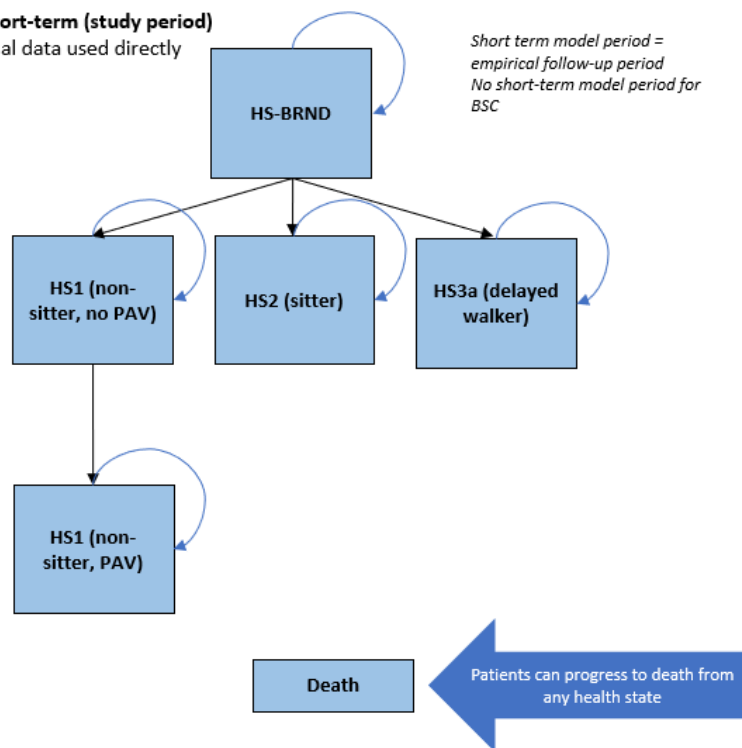 ort-term (study period)
al data used directly
Short term model period =
empirical follow-up period
No short-term model period for
BSC
HS-BRND
HS1 (non-
sitter, no PAV)
HS2 (sitter)
HS3a (delayed
walker)
HS1 (non-
sitter, PAV)
Death
Patients can progress to death from
any health state